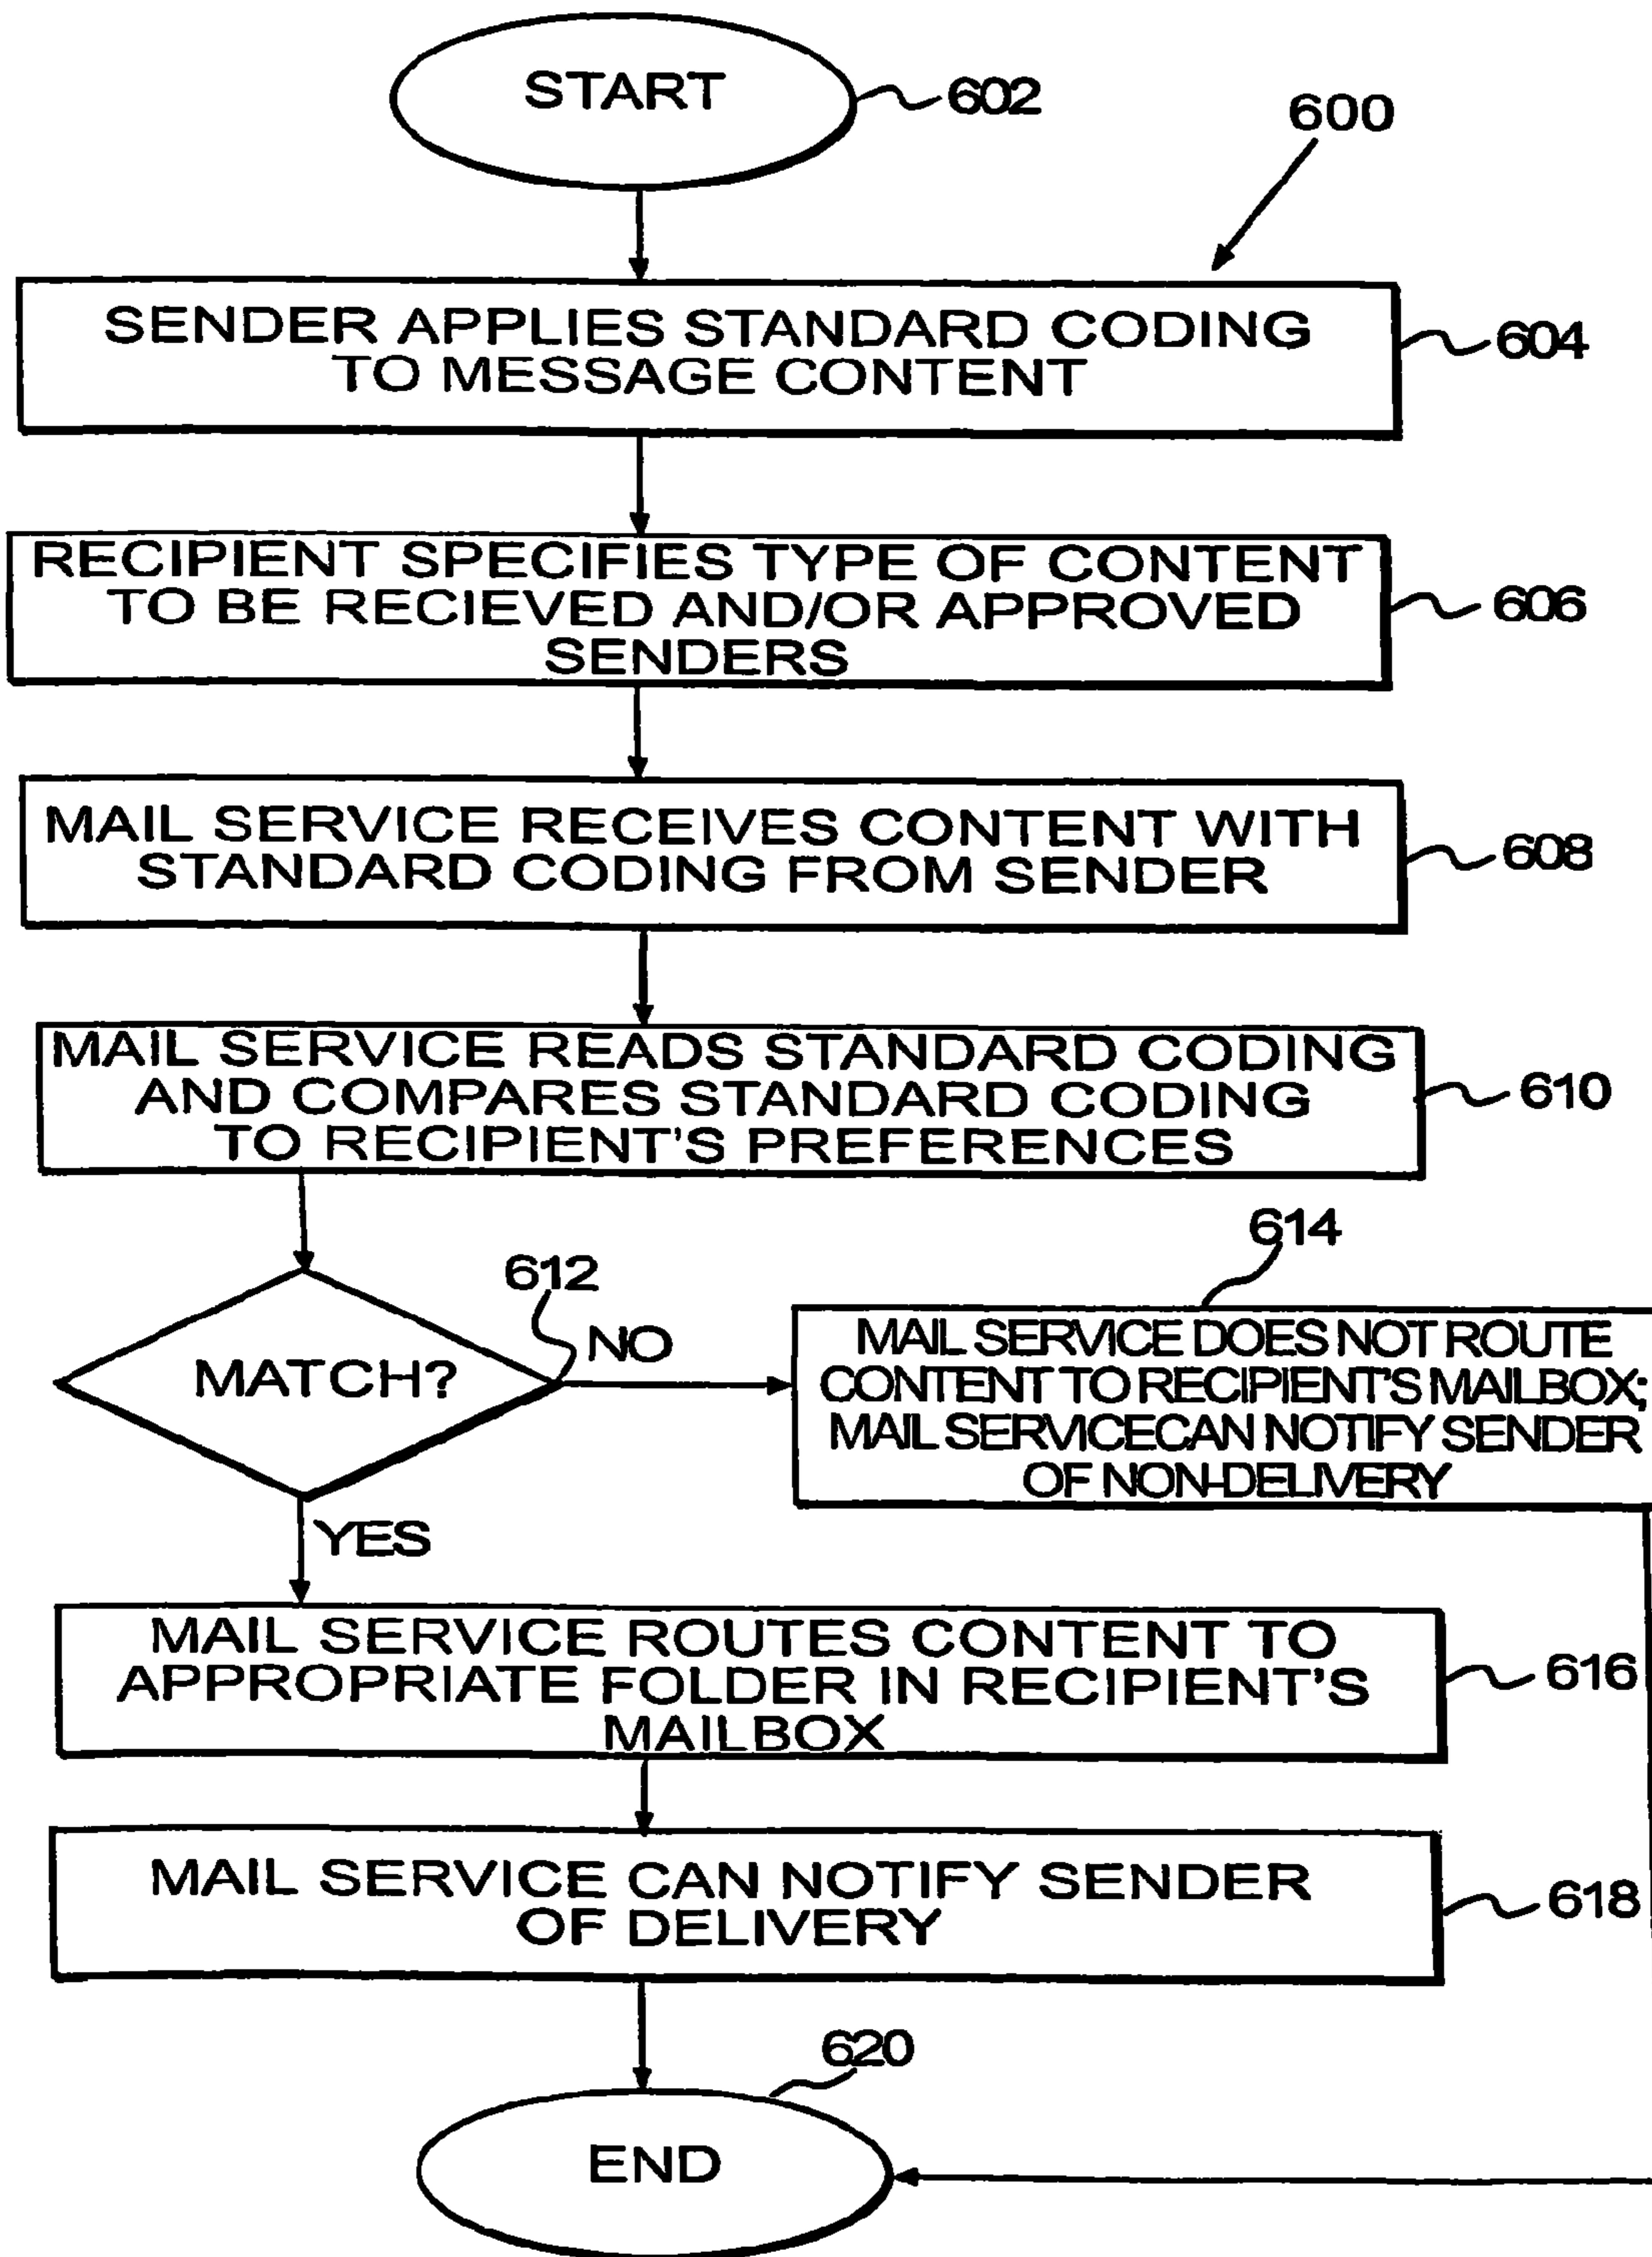 START
602
600
SENDER APPLIES STANDARD CODING
TO MESSAGE CONTENT
604
RECIPIENT SPECIFIES TYPE OF CONTENT
TO BE RECIEVED AND/OR APPROVED
SENDERS
606
MAIL SERVICE RECEIVES CONTENT WITH
STANDARD CODING FROM SENDER
608
MAIL SERVICE READS STANDARD CODING
AND COMPARES STANDARD CODING
TO RECIPIENT'S PREFERENCES
610
MATCH?
612
NO
614
MAIL SERVICE DOES NOT ROUTE
CONTENT TO RECIPIENT'S MAILBOX;
MAIL SERVICECAN NOTIFY SENDER
OF NON-DELIVERY
YES
MAIL SERVICE ROUTES CONTENT TO
APPROPRIATE FOLDER IN RECIPIENT'S
MAILBOX
616
MAIL SERVICE CAN NOTIFY SENDER
OF DELIVERY
618
620
END